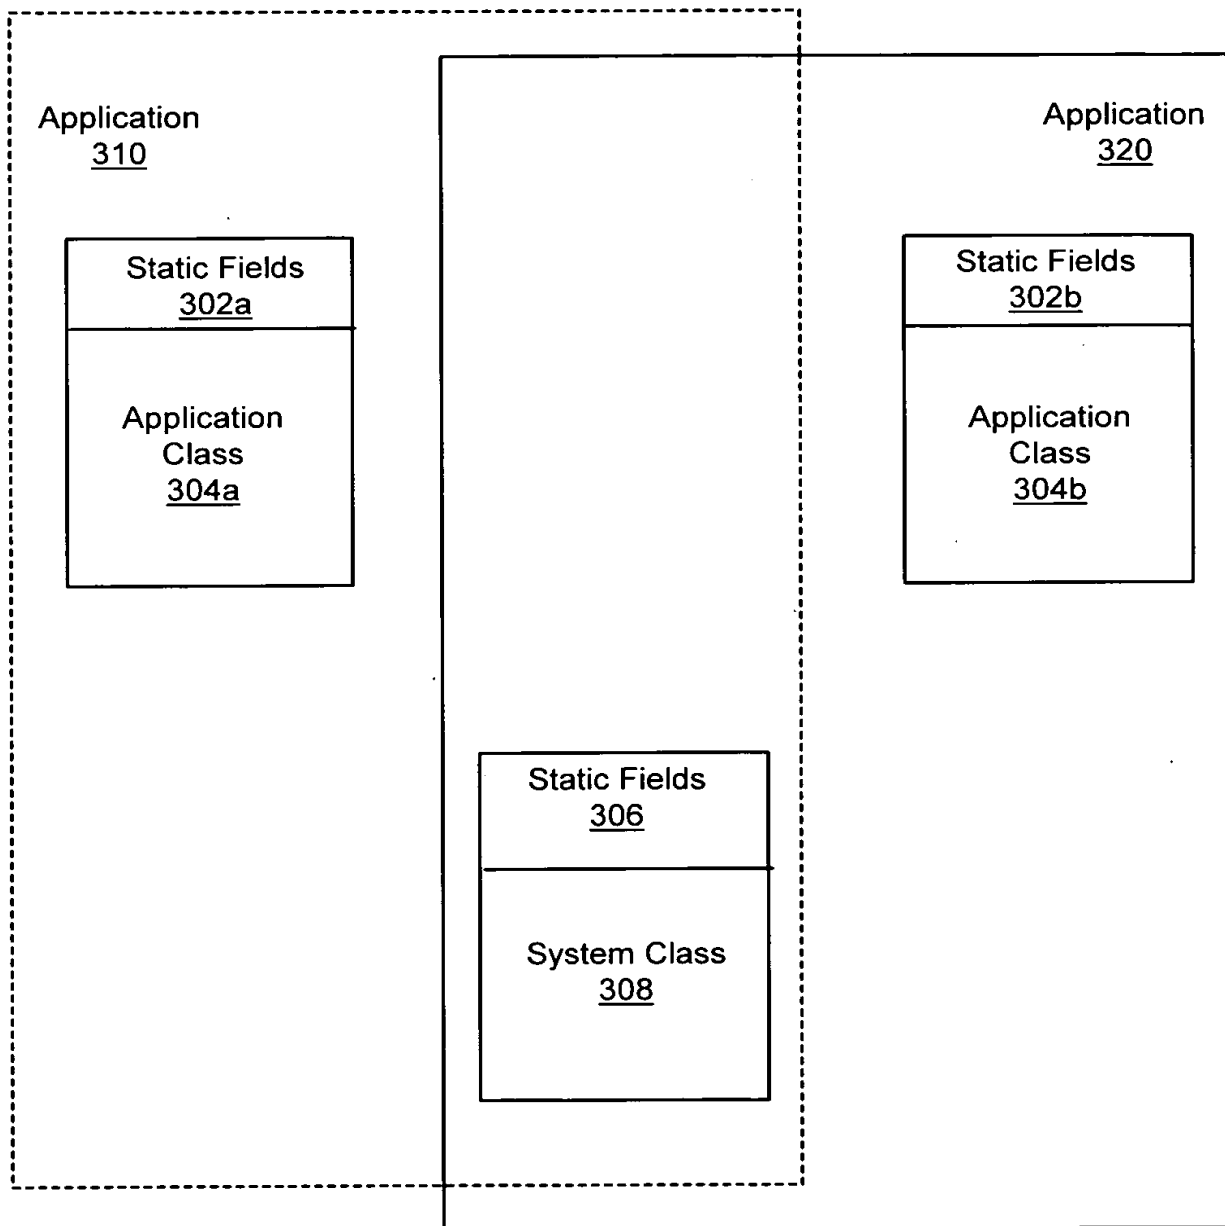 Application
310
Application
320
Static Fields
302a
Application
Class
304a
Static Fields
302b
Application
Class
304b
Static Fields
306
System Class
308